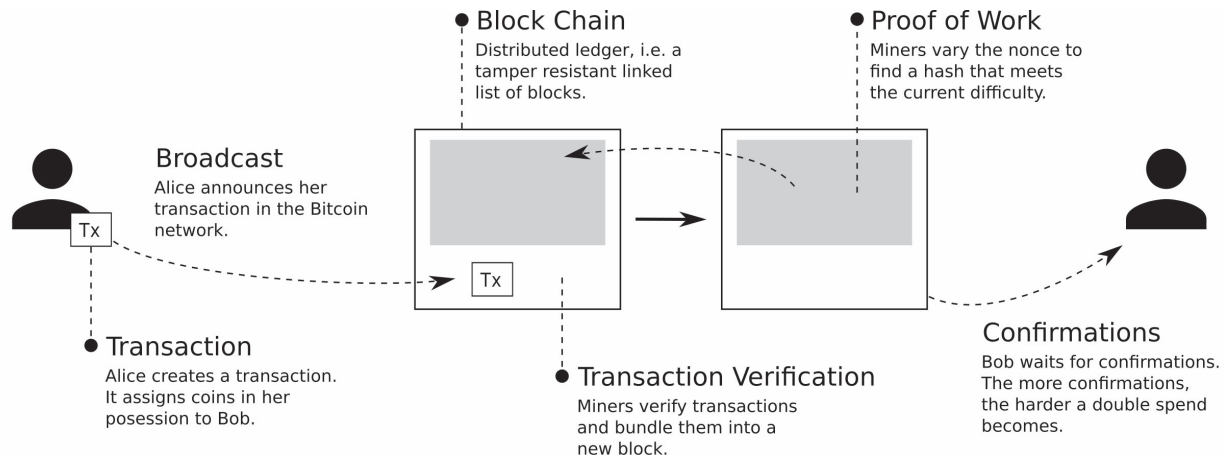 Block Chain
Distributed ledger, i.e. a
tamper resistant linked
list of blocks.
Proof of Work
Miners vary the nonce to
find a hash that meets
the current difficulty.
Broadcast
Alice announces her
transaction in the Bitcoin
network.
Tx
Tx
Transaction
Alice creates a transaction.
It assigns coins in her
posession to Bob.
Transaction Verification
Miners verify transactions
and bundle them into a
new block.
Confirmations
Bob waits for confirmations.
The more confirmations,
the harder a double spend
becomes.